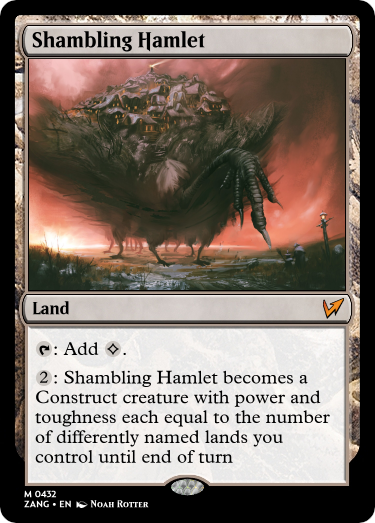 Shambling Hamlet
Land
: Add .
2: Shambling Hamlet becomes a
Construct creature with power and
toughness each equal to the number
of differently named lands you
control until end of turn
M 0432
ZANG • EN Noah Rotter